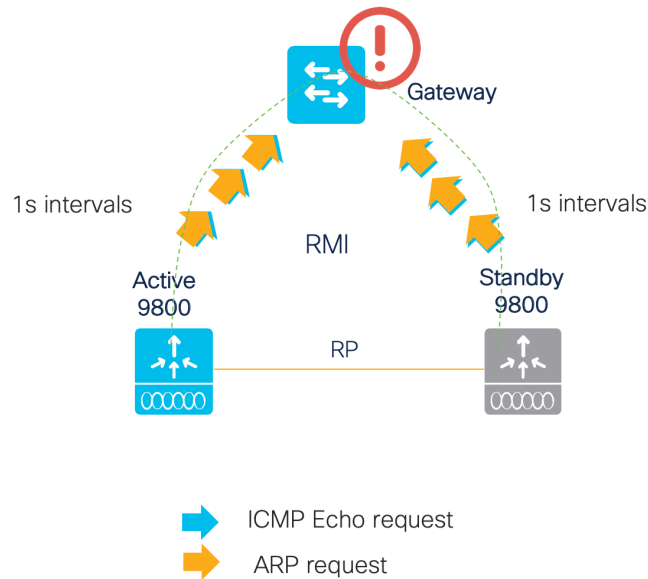 Gateway
1s intervals
1s intervals
RMI
Active
9800
Standby
9800
RP
ICMP Echo request
ARP request